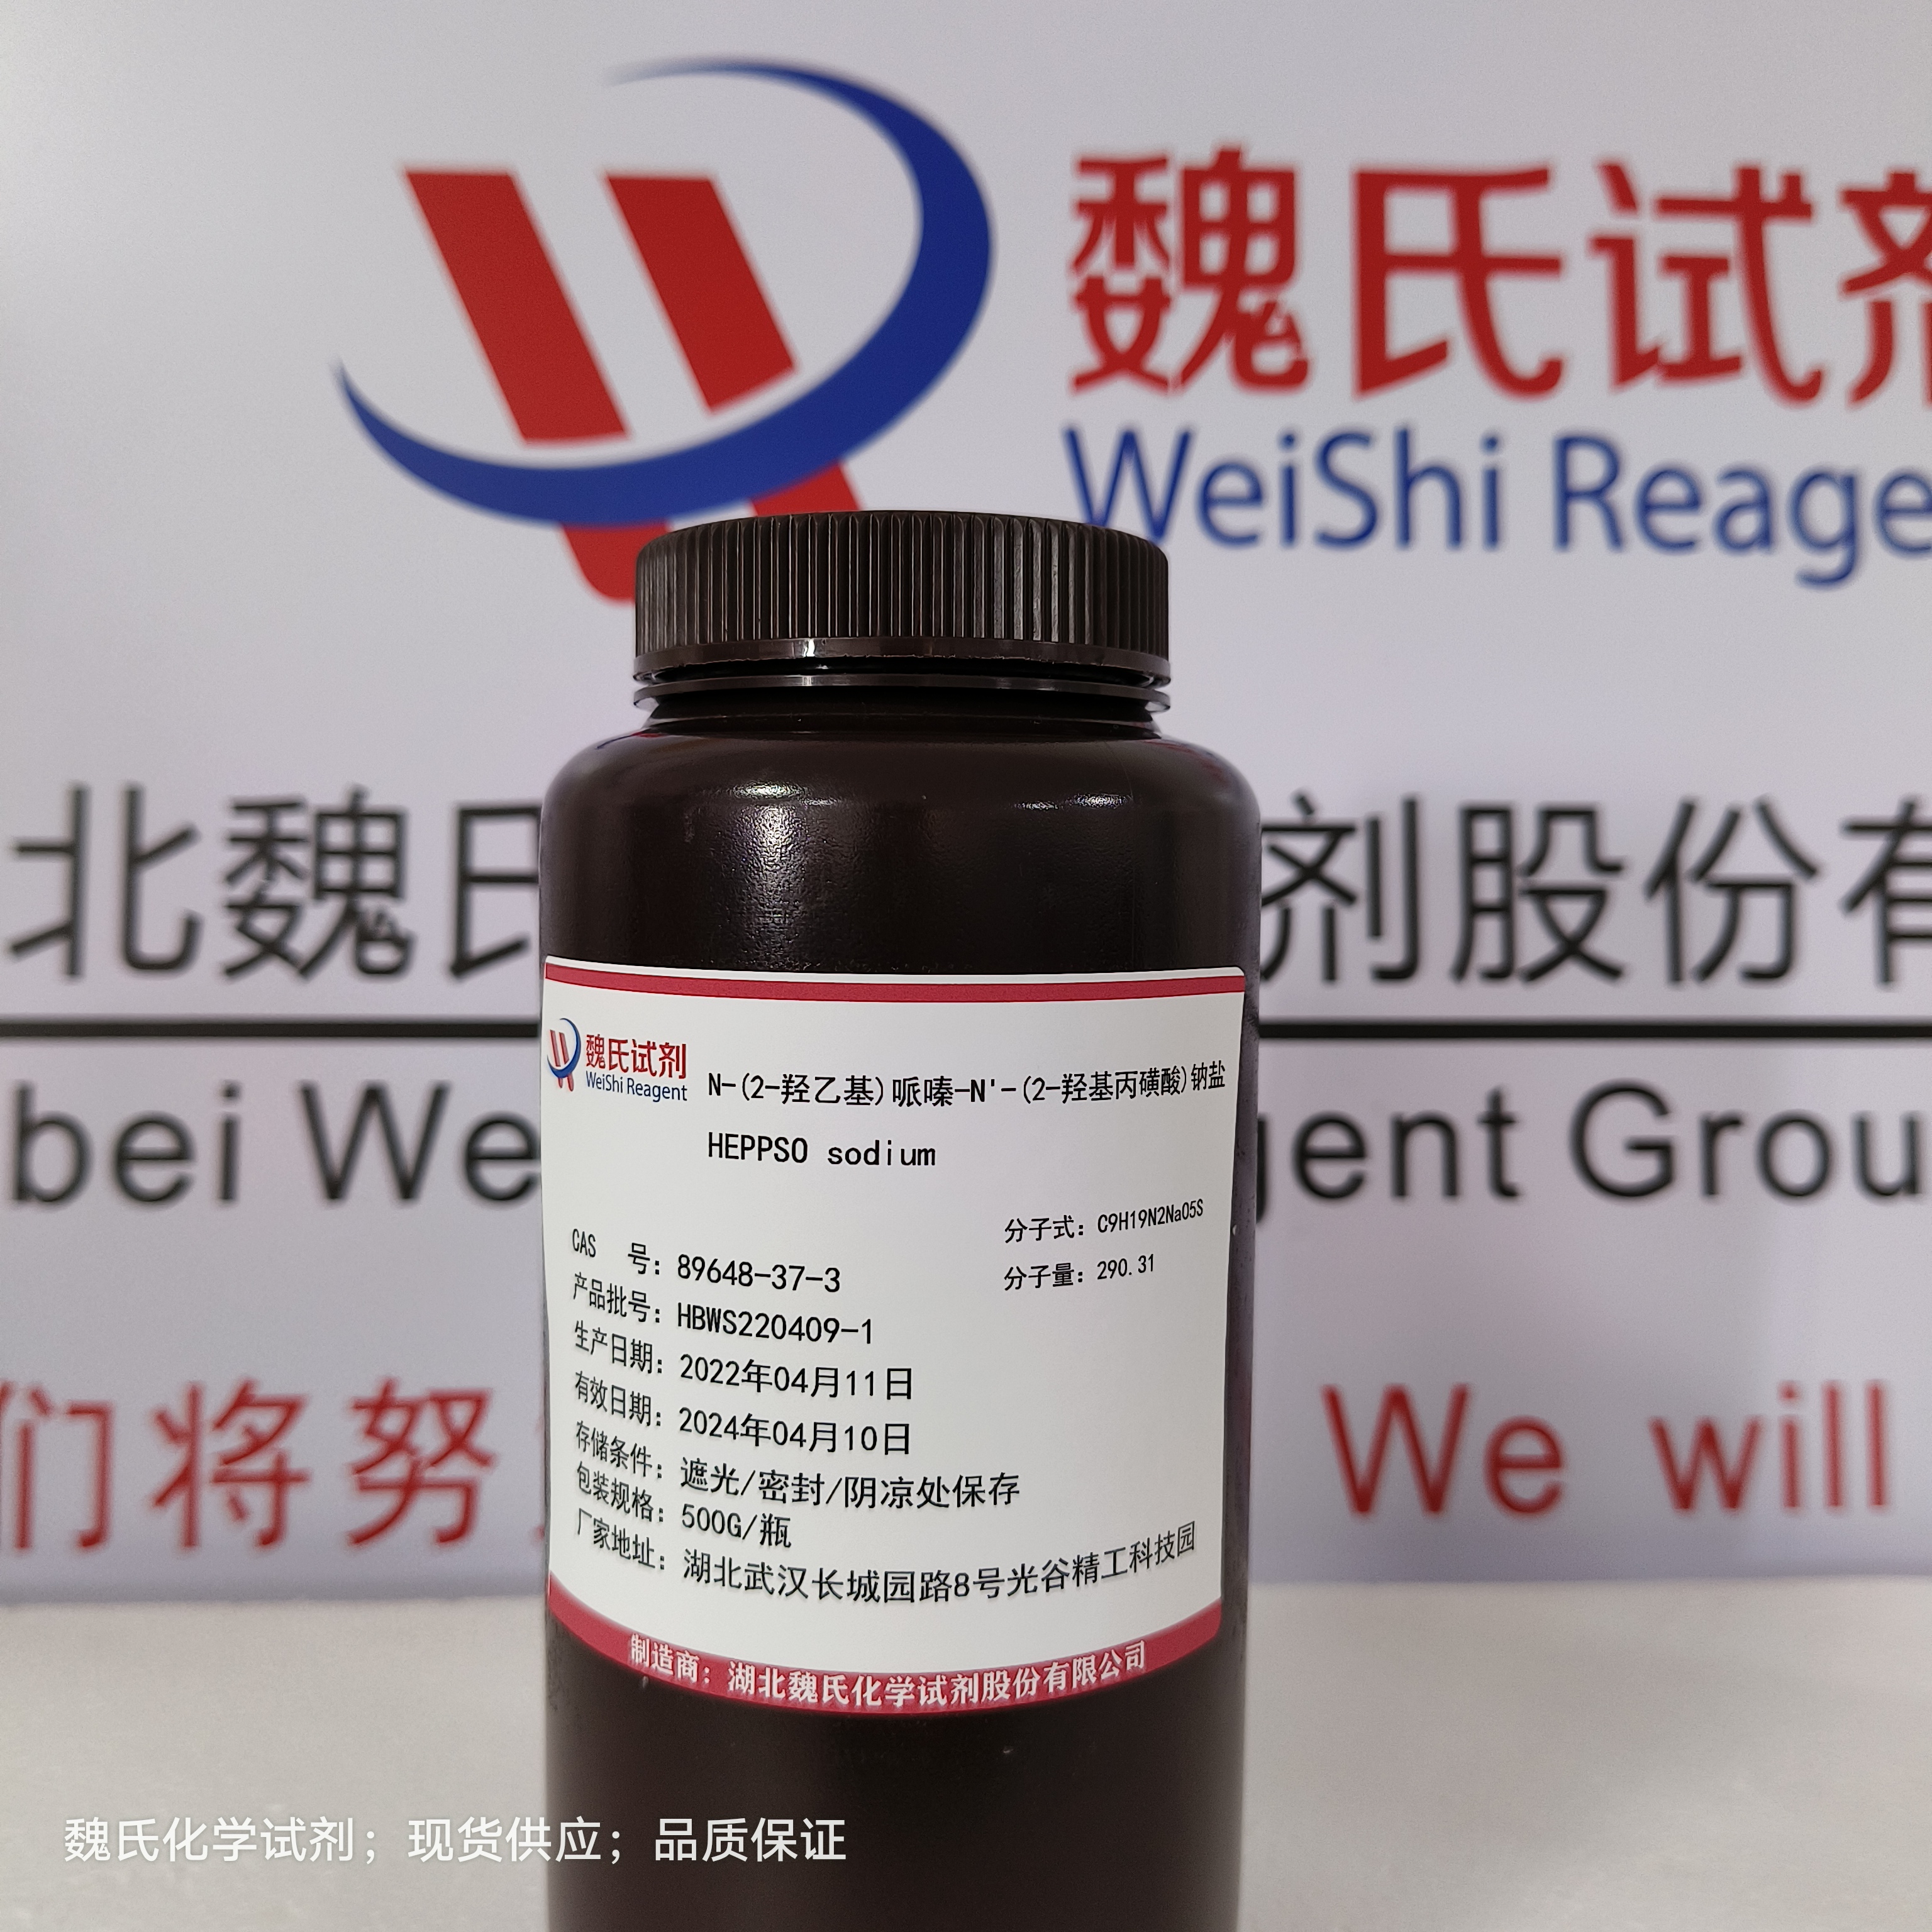 魏氏试剂
WeiShi Reage
北魏氏
剂股份有
bei We
gent Grou
们将努
We will
魏氏试剂
WeiShi Reagent
N-(2-羟乙基)哌嗪-N'-(2-羟基丙磺酸)钠盐
HEPPSO sodium
CAS 号：89648-37-3
分子式：C9H19N2NaO5S
分子量：290.31
产品批号：HBWS220409-1
生产日期：2022年04月11日
有效日期：2024年04月10日
存储条件：遮光/密封/阴凉处保存
包装规格：500G/瓶
厂家地址：湖北武汉长城园路8号光谷精工科技园
制造商：湖北魏氏化学试剂股份有限公司
魏氏化学试剂；现货供应；品质保证